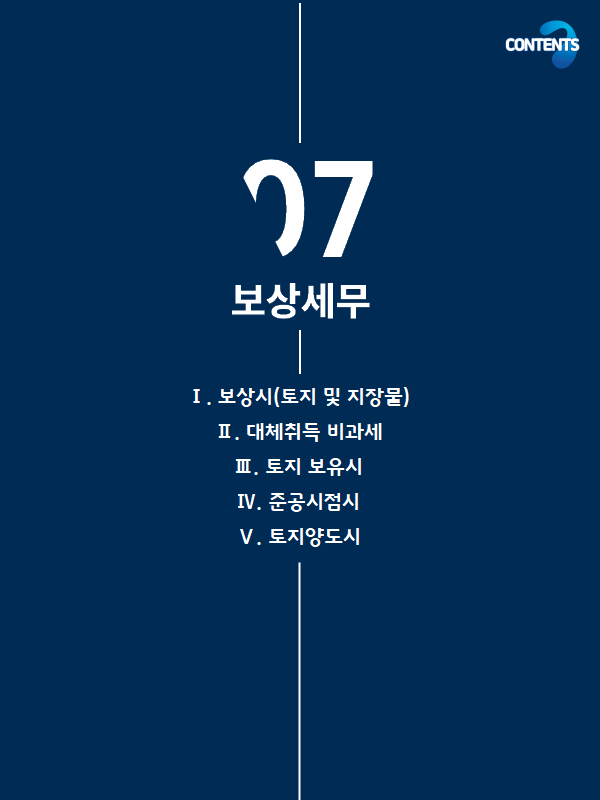 CONTENTS
07
보상세무
Ⅰ. 보상시(토지 및 지장물)
Ⅱ. 대체취득 비과세
Ⅲ. 토지 보유시
Ⅳ. 준공시점시
Ⅴ. 토지양도시